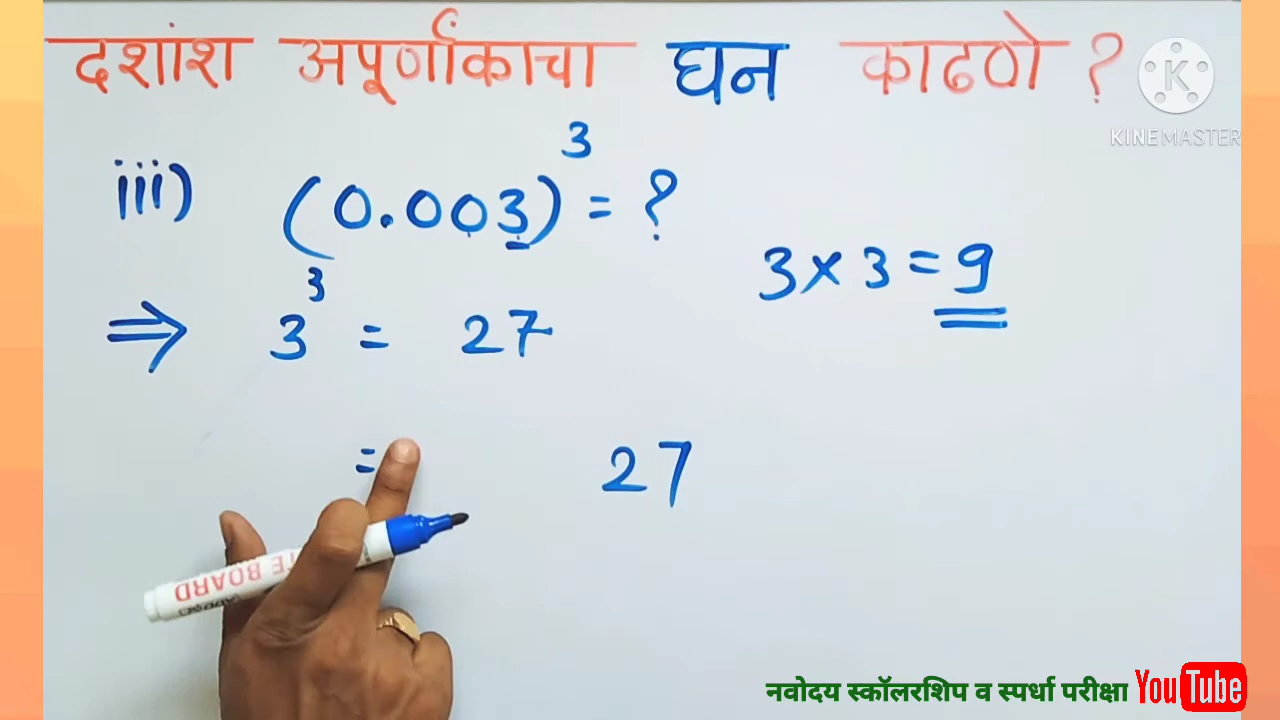 दशांश अपूर्णांकाचा घन काढणे ?
KINEMASTER
iii) (0.003)³ = ?
3 × 3 = 9
⇒ 3³ = 27
= 27
BOARD
नवोदय स्कॉलरशिप व स्पर्धा परीक्षा YouTube